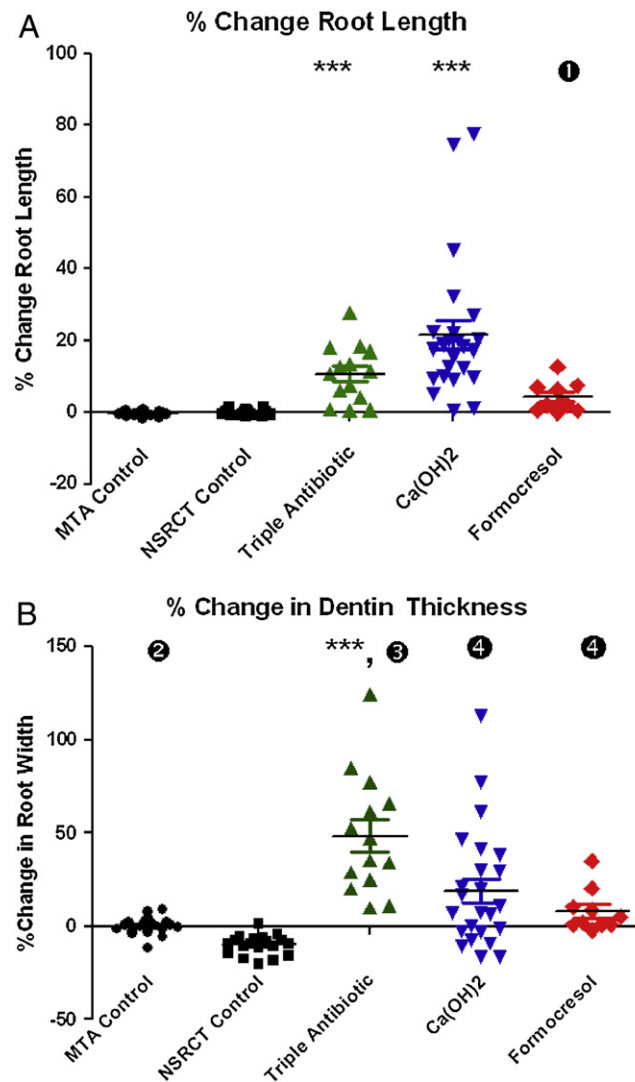 A
% Change Root Length
% Change Root Length
100
80
60
40
20
0
-20
*** *** ❶
MTA Control
NSRCT Control
Triple Antibiotic
Ca(OH)2
Formocresol
B
% Change in Dentin Thickness
%Change in Root Width
150
100
50
0
-50
❷ ***, ❸ ❹ ❹
MTA Control
NSRCT Control
Triple Antibiotic
Ca(OH)2
Formocresol